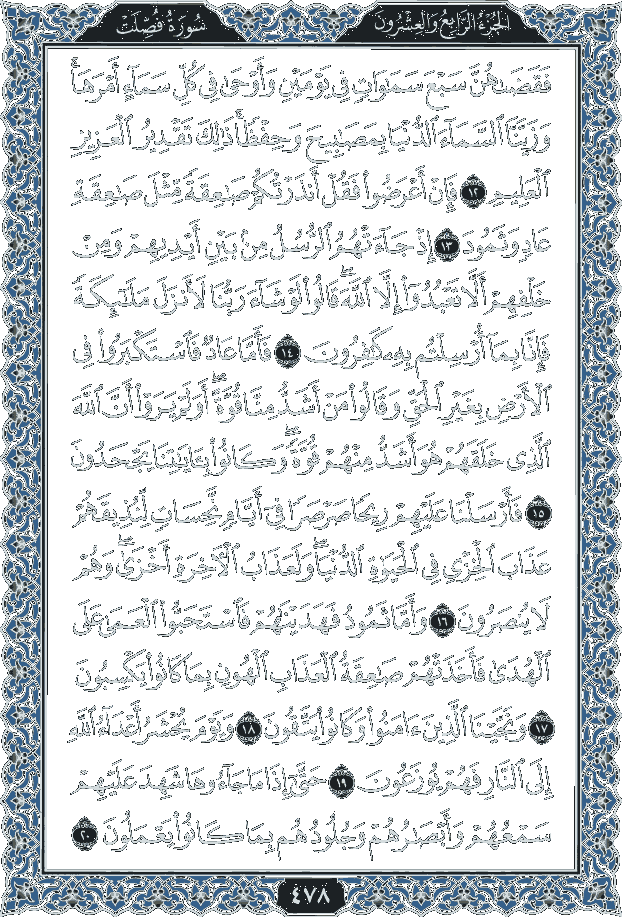 الجزء الرابع والعشرون
سورة فصلت
فَقَضَىٰهُنَّ سَبْعَ سَمَٰوَاتٍ فِي يَوْمَيْنِ وَأَوْحَىٰ فِي كُلِّ سَمَآءٍ أَمْرَهَاۚ
وَزَيَّنَّا ٱلسَّمَآءَ ٱلدُّنْيَا بِمَصَٰبِيحَ وَحِفْظًاۚ ذَٰلِكَ تَقْدِيرُ ٱلْعَزِيزِ
ٱلْعَلِيمِ ١٢ فَإِنْ أَعْرَضُوا۟ فَقُلْ أَنذَرْتُكُمْ صَٰعِقَةً مِّثْلَ صَٰعِقَةِ
عَادٍ وَثَمُودَ ١٣ إِذْ جَآءَتْهُمُ ٱلرُّسُلُ مِنۢ بَيْنِ أَيْدِيهِمْ وَمِنْ
خَلْفِهِمْ أَلَّا تَعْبُدُوٓا۟ إِلَّا ٱللَّهَۖ قَالُوا۟ لَوْ شَآءَ رَبُّنَا لَأَنزَلَ مَلَٰٓئِكَةً
فَإِنَّا بِمَآ أُرْسِلْتُم بِهِۦ كَٰفِرُونَ ١٤ فَأَمَّا عَادٌ فَٱسْتَكْبَرُوا۟ فِي
ٱلْأَرْضِ بِغَيْرِ ٱلْحَقِّ وَقَالُوا۟ مَنْ أَشَدُّ مِنَّا قُوَّةًۖ أَوَلَمْ يَرَوْا۟ أَنَّ ٱللَّهَ
ٱلَّذِي خَلَقَهُمْ هُوَ أَشَدُّ مِنْهُمْ قُوَّةًۖ وَكَانُوا۟ بِـَٔايَٰتِنَا يَجْحَدُونَ
١٥ فَأَرْسَلْنَا عَلَيْهِمْ رِيحًا صَرْصَرًا فِيٓ أَيَّامٍ نَّحِسَاتٍ لِّنُذِيقَهُمْ
عَذَابَ ٱلْخِزْيِ فِي ٱلْحَيَوٰةِ ٱلدُّنْيَاۖ وَلَعَذَابُ ٱلْءَاخِرَةِ أَخْزَىٰۖ وَهُمْ
لَا يُنصَرُونَ ١٦ وَأَمَّا ثَمُودُ فَهَدَيْنَٰهُمْ فَٱسْتَحَبُّوا۟ ٱلْعَمَىٰ عَلَى
ٱلْهُدَىٰ فَأَخَذَتْهُمْ صَٰعِقَةُ ٱلْعَذَابِ ٱلْهُونِ بِمَا كَانُوا۟ يَكْسِبُونَ
١٧ وَنَجَّيْنَا ٱلَّذِينَ ءَامَنُوا۟ وَكَانُوا۟ يَتَّقُونَ ١٨ وَيَوْمَ يُحْشَرُ أَعْدَآءُ ٱللَّهِ
إِلَى ٱلنَّارِ فَهُمْ يُوزَعُونَ ١٩ حَتَّىٰٓ إِذَا مَا جَآءُوهَا شَهِدَ عَلَيْهِمْ
سَمْعُهُمْ وَأَبْصَٰرُهُمْ وَجُلُودُهُم بِمَا كَانُوا۟ يَعْمَلُونَ ٢٠
٤٧٨